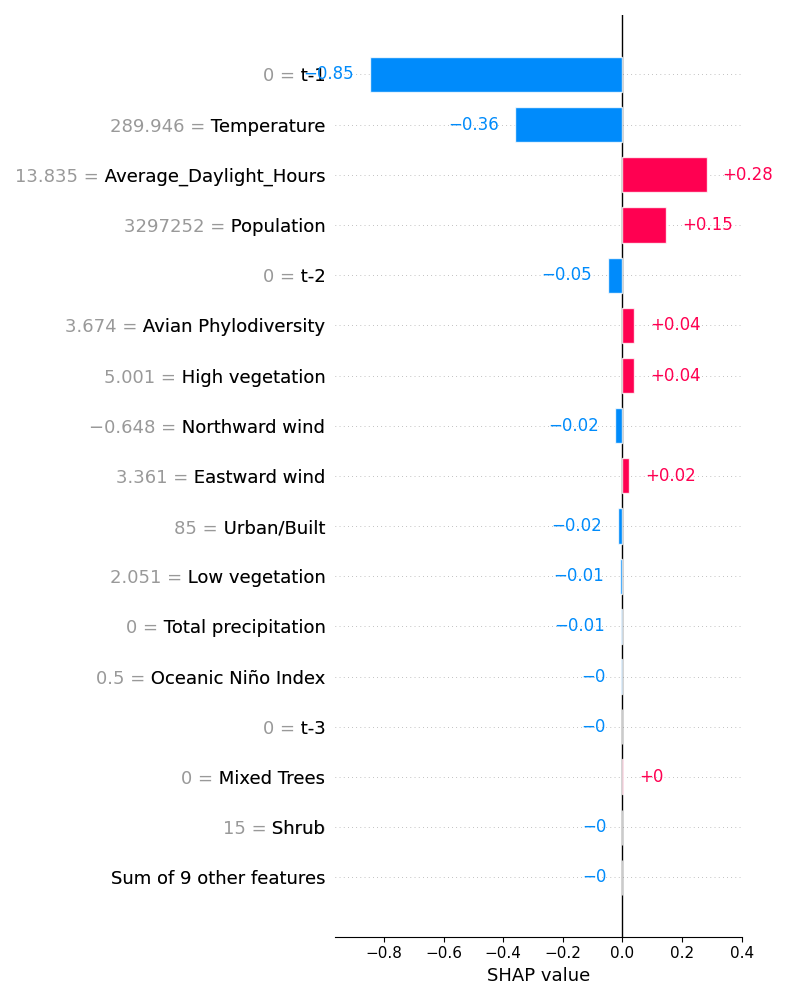 0 = t-1 −0.85
289.946 = Temperature −0.36
13.835 = Average_Daylight_Hours +0.28
3297252 = Population +0.15
0 = t-2 −0.05
3.674 = Avian Phylodiversity +0.04
5.001 = High vegetation +0.04
−0.648 = Northward wind −0.02
3.361 = Eastward wind +0.02
85 = Urban/Built −0.02
2.051 = Low vegetation −0.01
0 = Total precipitation −0.01
0.5 = Oceanic Niño Index −0
0 = t-3 −0
0 = Mixed Trees +0
15 = Shrub −0
Sum of 9 other features −0
−0.8 −0.6 −0.4 −0.2 0.0 0.2 0.4
SHAP value